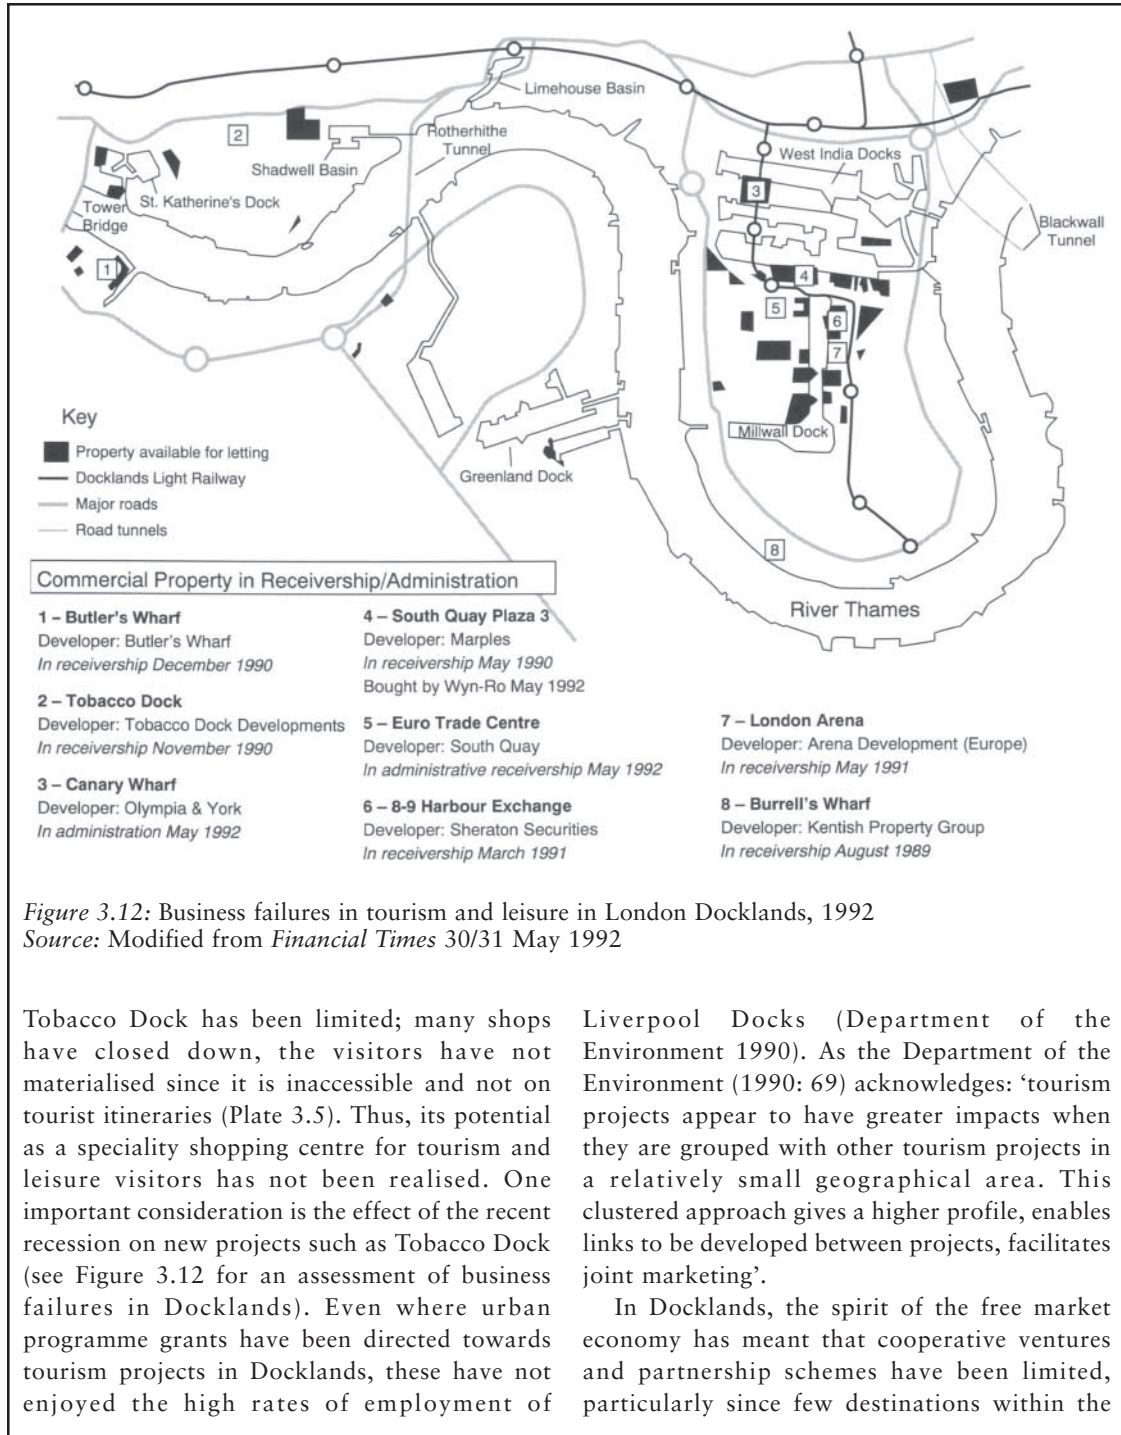 Limehouse Basin
2
Rotherhithe
Tunnel
Shadwell Basin
West India Docks
3
St. Katherine's Dock
Tower
Bridge
Blackwall
Tunnel
1
4
5
6
7
Millwall Dock
Greenland Dock
8
River Thames
Key
Property available for letting
Docklands Light Railway
Major roads
Road tunnels
Commercial Property in Receivership/Administration
1 – Butler's Wharf
Developer: Butler's Wharf
In receivership December 1990
2 – Tobacco Dock
Developer: Tobacco Dock Developments
In receivership November 1990
3 – Canary Wharf
Developer: Olympia & York
In administration May 1992
4 – South Quay Plaza 3
Developer: Marples
In receivership May 1990
Bought by Wyn-Ro May 1992
5 – Euro Trade Centre
Developer: South Quay
In administrative receivership May 1992
6 – 8-9 Harbour Exchange
Developer: Sheraton Securities
In receivership March 1991
7 – London Arena
Developer: Arena Development (Europe)
In receivership May 1991
8 – Burrell's Wharf
Developer: Kentish Property Group
In receivership August 1989
Figure 3.12: Business failures in tourism and leisure in London Docklands, 1992
Source: Modified from Financial Times 30/31 May 1992
Tobacco Dock has been limited; many shops
have closed down, the visitors have not
materialised since it is inaccessible and not on
tourist itineraries (Plate 3.5). Thus, its potential
as a speciality shopping centre for tourism and
leisure visitors has not been realised. One
important consideration is the effect of the recent
recession on new projects such as Tobacco Dock
(see Figure 3.12 for an assessment of business
failures in Docklands). Even where urban
programme grants have been directed towards
tourism projects in Docklands, these have not
enjoyed the high rates of employment of
Liverpool Docks (Department of the
Environment 1990). As the Department of the
Environment (1990: 69) acknowledges: ‘tourism
projects appear to have greater impacts when
they are grouped with other tourism projects in
a relatively small geographical area. This
clustered approach gives a higher profile, enables
links to be developed between projects, facilitates
joint marketing’.
In Docklands, the spirit of the free market
economy has meant that cooperative ventures
and partnership schemes have been limited,
particularly since few destinations within the